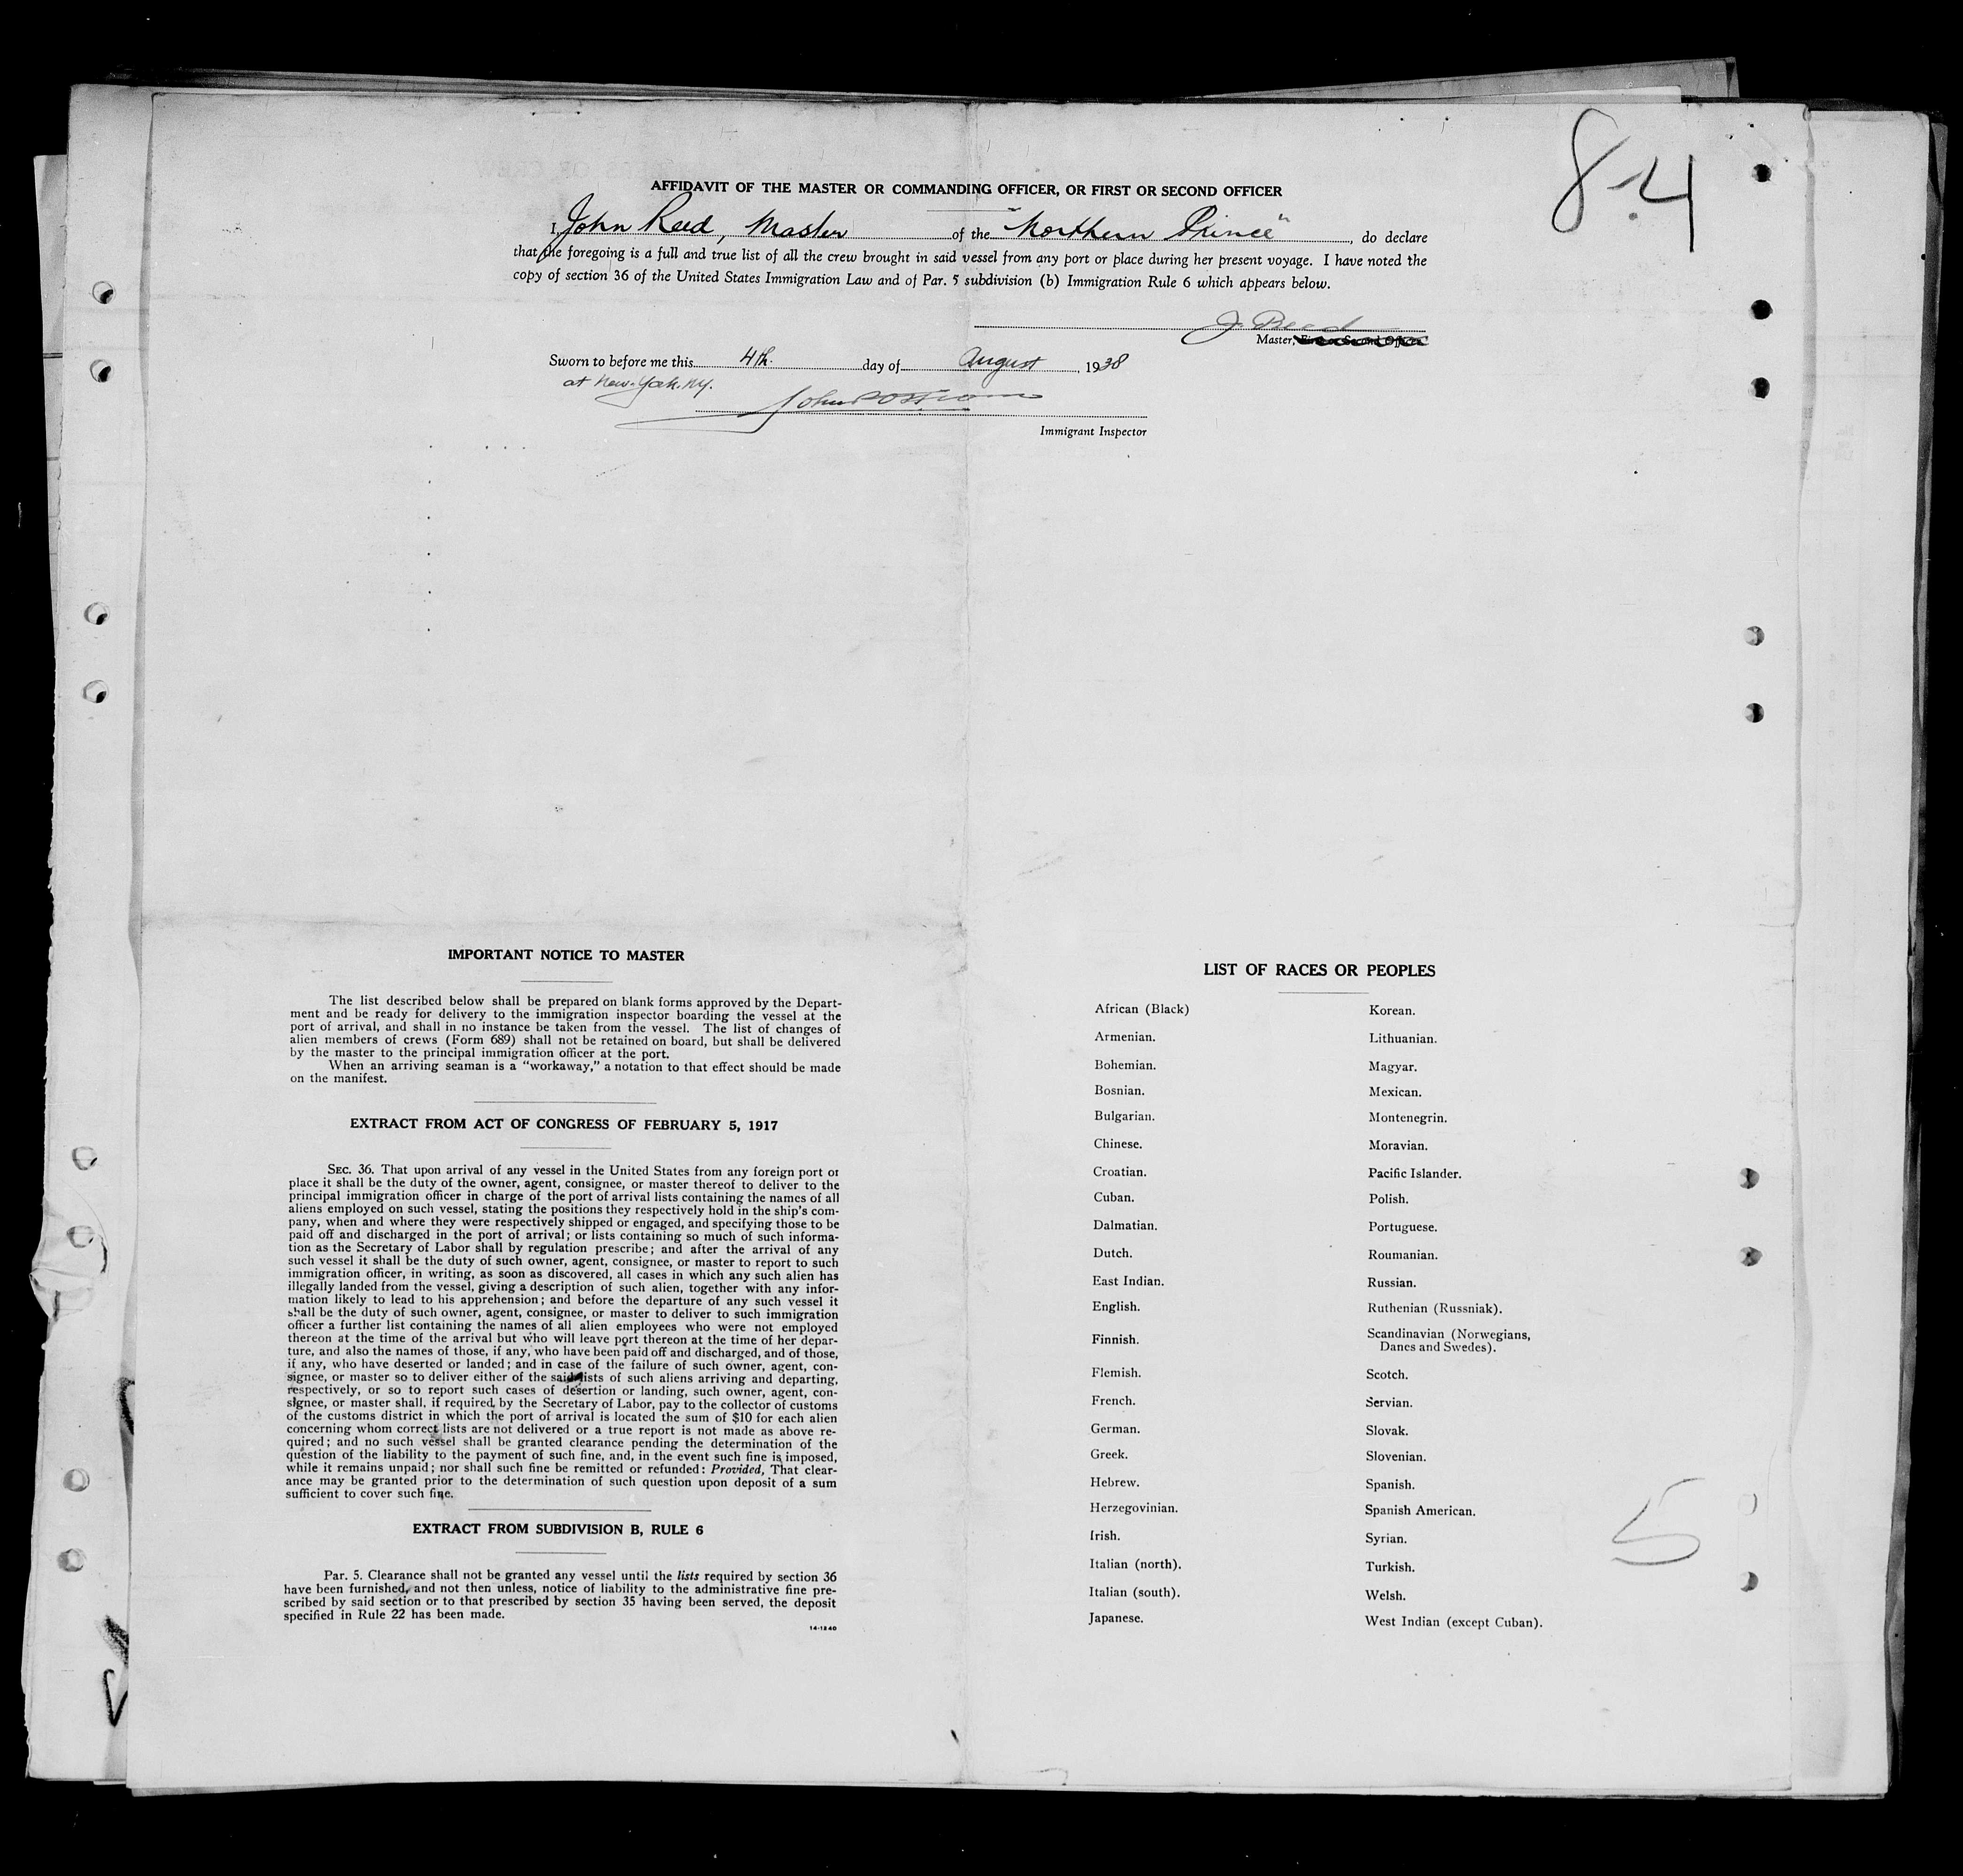 8-4
AFFIDAVIT OF THE MASTER OR COMMANDING OFFICER, OR FIRST OR SECOND OFFICER
I, John Reed, Master of the "Northern Prince", do declare
that the foregoing is a full and true list of all the crew brought in said vessel from any port or place during her present voyage. I have noted the
copy of section 36 of the United States Immigration Law and of Par. 5 subdivision (b) Immigration Rule 6 which appears below.
J. Reed
Master, First or Second Officer
Sworn to before me this 4th. day of August, 1938
at New-York. NY.
John
Immigrant Inspector
IMPORTANT NOTICE TO MASTER
The list described below shall be prepared on blank forms approved by the Depart-
ment and be ready for delivery to the immigration inspector boarding the vessel at the
port of arrival, and shall in no instance be taken from the vessel. The list of changes of
alien members of crews (Form 689) shall not be retained on board, but shall be delivered
by the master to the principal immigration officer at the port.
When an arriving seaman is a "workaway," a notation to that effect should be made
on the manifest.
EXTRACT FROM ACT OF CONGRESS OF FEBRUARY 5, 1917
SEC. 36. That upon arrival of any vessel in the United States from any foreign port or
place it shall be the duty of the owner, agent, consignee, or master thereof to deliver to the
principal immigration officer in charge of the port of arrival lists containing the names of all
aliens employed on such vessel, stating the positions they respectively hold in the ship's com-
pany, when and where they were respectively shipped or engaged, and specifying those to be
paid off and discharged in the port of arrival; or lists containing so much of such informa-
tion as the Secretary of Labor shall by regulation prescribe; and after the arrival of any
such vessel it shall be the duty of such owner, agent, consignee, or master to report to such
immigration officer, in writing, as soon as discovered, all cases in which any such alien has
illegally landed from the vessel, giving a description of such alien, together with any infor-
mation likely to lead to his apprehension; and before the departure of any such vessel it
shall be the duty of such owner, agent, consignee, or master to deliver to such immigration
officer a further list containing the names of all alien employees who were not employed
thereon at the time of the arrival but who will leave port thereon at the time of her depar-
ture, and also the names of those, if any, who have been paid off and discharged, and of those,
if any, who have deserted or landed; and in case of the failure of such owner, agent, con-
signee, or master so to deliver either of the said lists of such aliens arriving and departing,
respectively, or so to report such cases of desertion or landing, such owner, agent, con-
signee, or master shall, if required by the Secretary of Labor, pay to the collector of customs
of the customs district in which the port of arrival is located the sum of $10 for each alien
concerning whom correct lists are not delivered or a true report is not made as above re-
quired; and no such vessel shall be granted clearance pending the determination of the
question of the liability to the payment of such fine, and, in the event such fine is imposed,
while it remains unpaid; nor shall such fine be remitted or refunded: Provided, That clear-
ance may be granted prior to the determination of such question upon deposit of a sum
sufficient to cover such fine.
EXTRACT FROM SUBDIVISION B, RULE 6
Par. 5. Clearance shall not be granted any vessel until the lists required by section 36
have been furnished, and not then unless, notice of liability to the administrative fine pre-
scribed by said section or to that prescribed by section 35 having been served, the deposit
specified in Rule 22 has been made.
14-1240
LIST OF RACES OR PEOPLES
African (Black)
Armenian.
Bohemian.
Bosnian.
Bulgarian.
Chinese.
Croatian.
Cuban.
Dalmatian.
Dutch.
East Indian.
English.
Finnish.
Flemish.
French.
German.
Greek.
Hebrew.
Herzegovinian.
Irish.
Italian (north).
Italian (south).
Japanese.
Korean.
Lithuanian.
Magyar.
Mexican.
Montenegrin.
Moravian.
Pacific Islander.
Polish.
Portuguese.
Roumanian.
Russian.
Ruthenian (Russniak).
Scandinavian (Norwegians,
Danes and Swedes).
Scotch.
Servian.
Slovak.
Slovenian.
Spanish.
Spanish American.
Syrian.
Turkish.
Welsh.
West Indian (except Cuban).
5